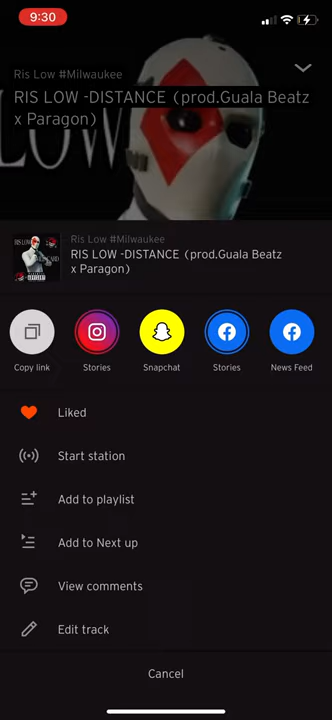 9:30
Ris Low #Milwaukee
RIS LOW -DISTANCE (prod.Guala Beatz
x Paragon)
LOW
Ris Low #Milwaukee
RIS LOW -DISTANCE (prod.Guala Beatz
x Paragon)
Copy link
Stories
Snapchat
Stories
News Feed
Liked
Start station
Add to playlist
Add to Next up
View comments
Edit track
Cancel